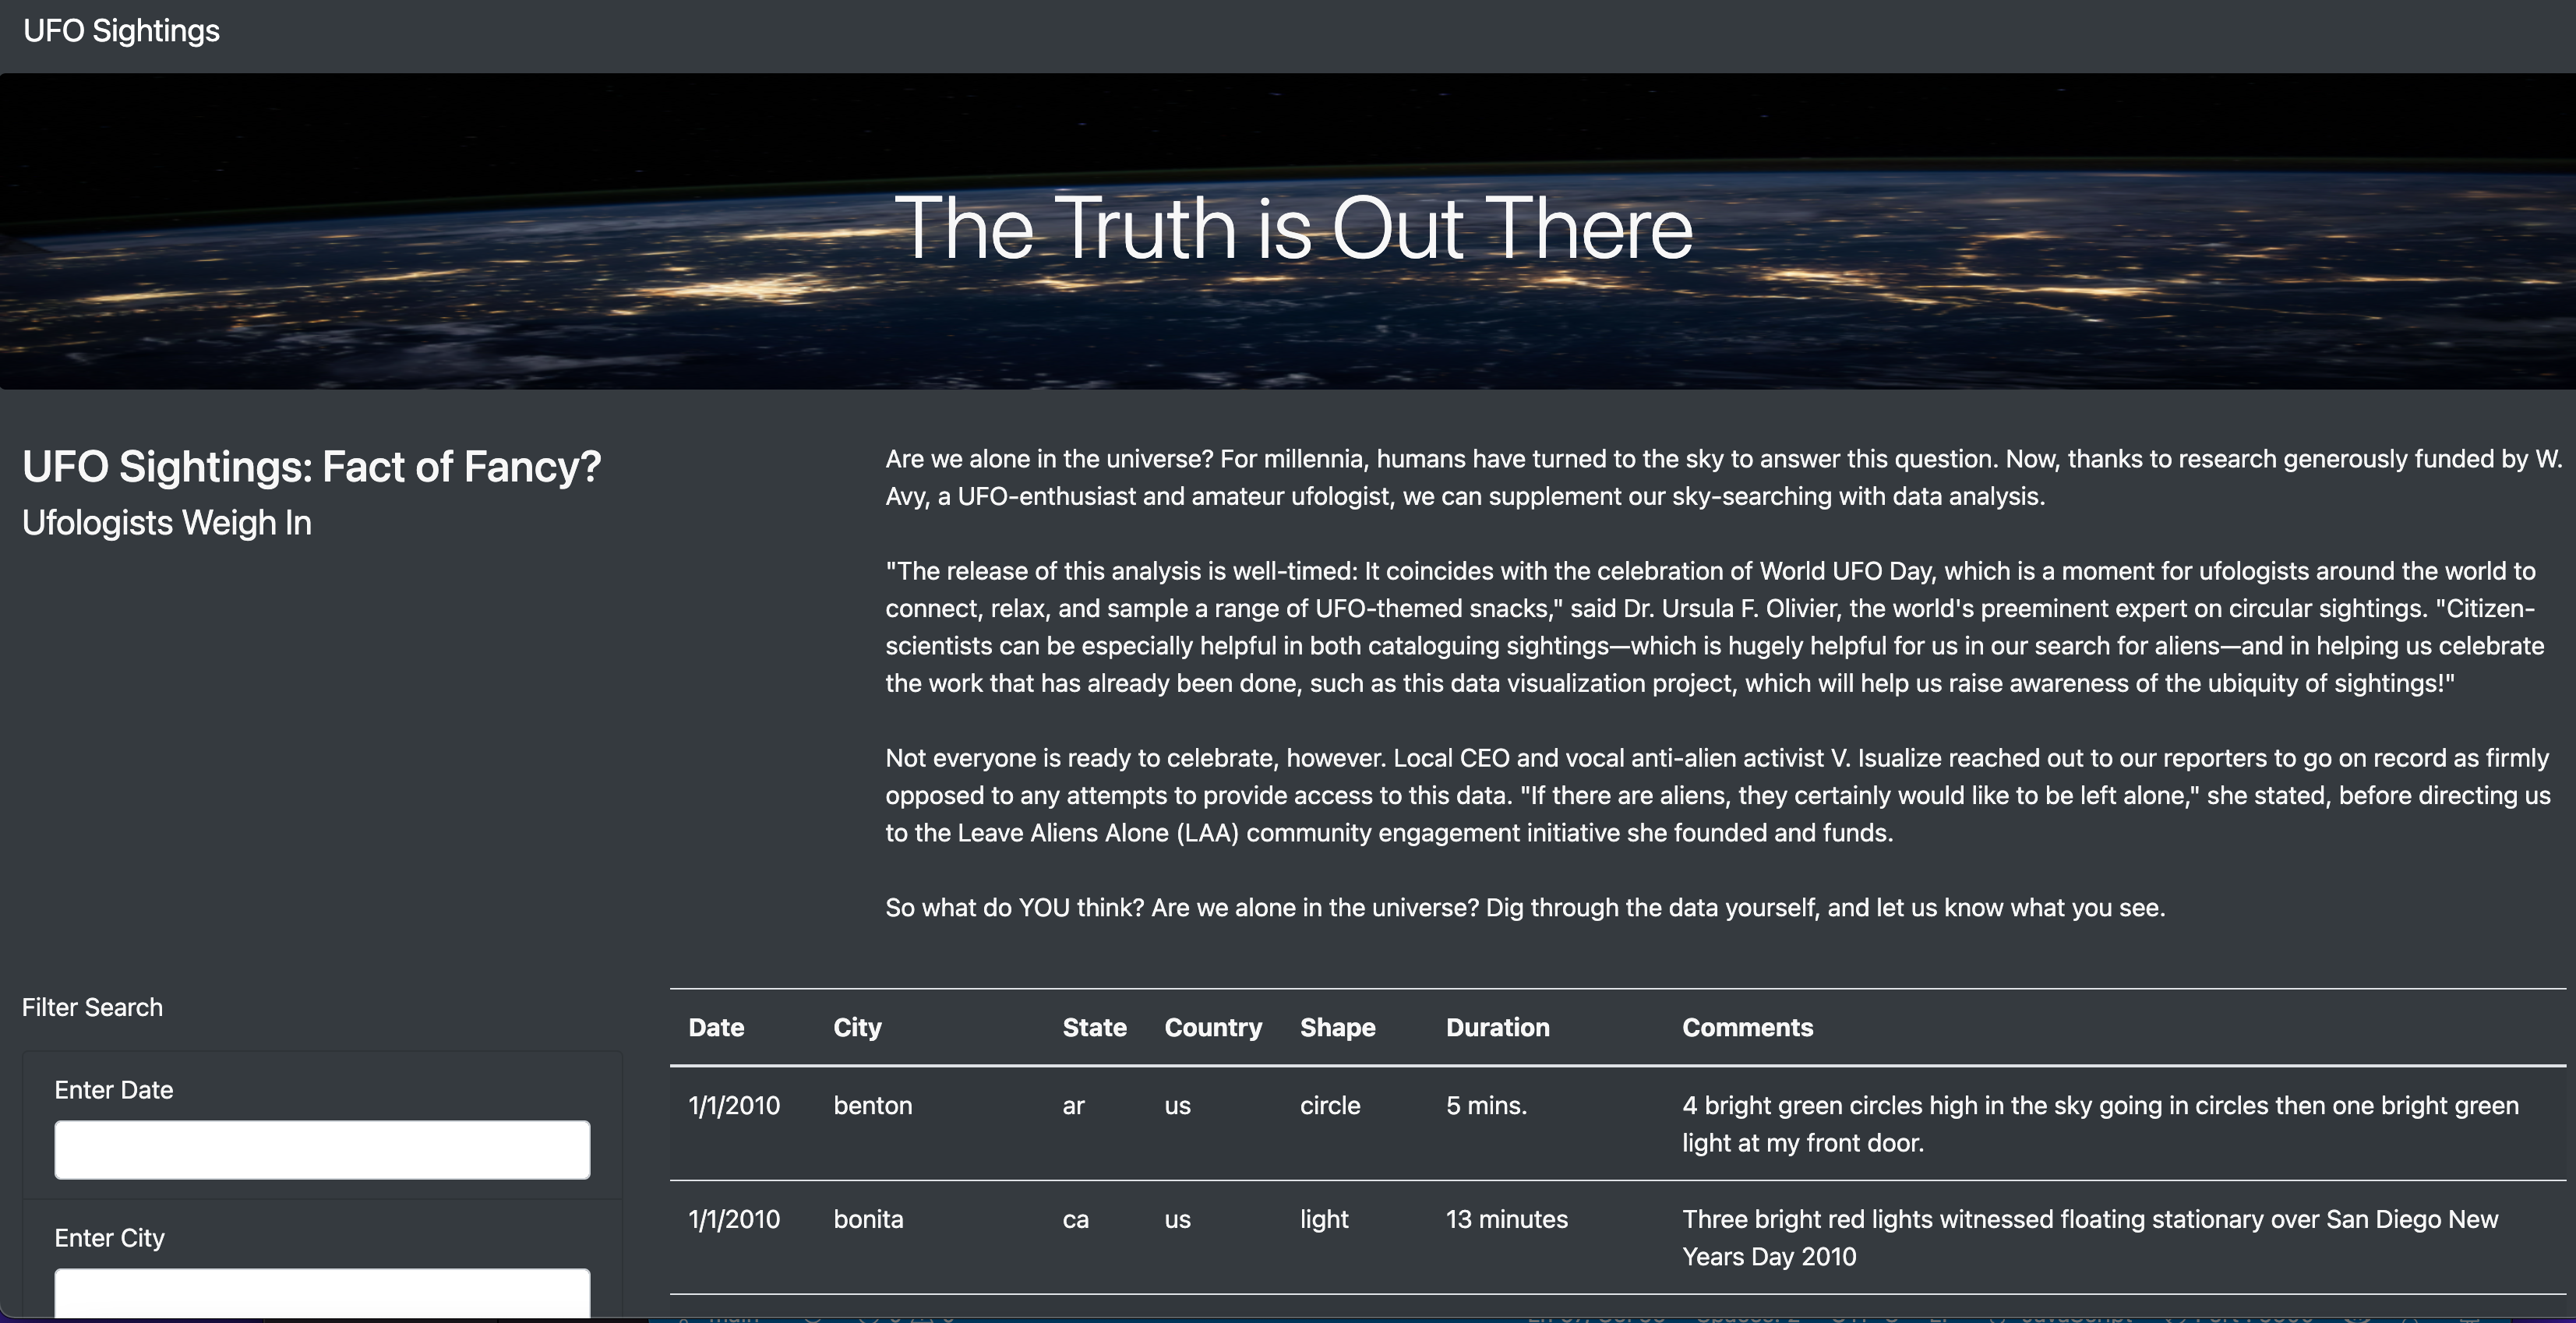 UFO Sightings
The Truth is Out There
UFO Sightings: Fact of Fancy?
Ufologists Weigh In
Are we alone in the universe? For millennia, humans have turned to the sky to answer this question. Now, thanks to research generously funded by W.
Avy, a UFO-enthusiast and amateur ufologist, we can supplement our sky-searching with data analysis.
"The release of this analysis is well-timed: It coincides with the celebration of World UFO Day, which is a moment for ufologists around the world to
connect, relax, and sample a range of UFO-themed snacks," said Dr. Ursula F. Olivier, the world's preeminent expert on circular sightings. "Citizen-
scientists can be especially helpful in both cataloguing sightings—which is hugely helpful for us in our search for aliens—and in helping us celebrate
the work that has already been done, such as this data visualization project, which will help us raise awareness of the ubiquity of sightings!"
Not everyone is ready to celebrate, however. Local CEO and vocal anti-alien activist V. Isualize reached out to our reporters to go on record as firmly
opposed to any attempts to provide access to this data. "If there are aliens, they certainly would like to be left alone," she stated, before directing us
to the Leave Aliens Alone (LAA) community engagement initiative she founded and funds.
So what do YOU think? Are we alone in the universe? Dig through the data yourself, and let us know what you see.
Filter Search
Enter Date
Enter City
Date City State Country Shape Duration Comments
1/1/2010 benton ar us circle 5 mins. 4 bright green circles high in the sky going in circles then one bright green
light at my front door.
1/1/2010 bonita ca us light 13 minutes Three bright red lights witnessed floating stationary over San Diego New
Years Day 2010